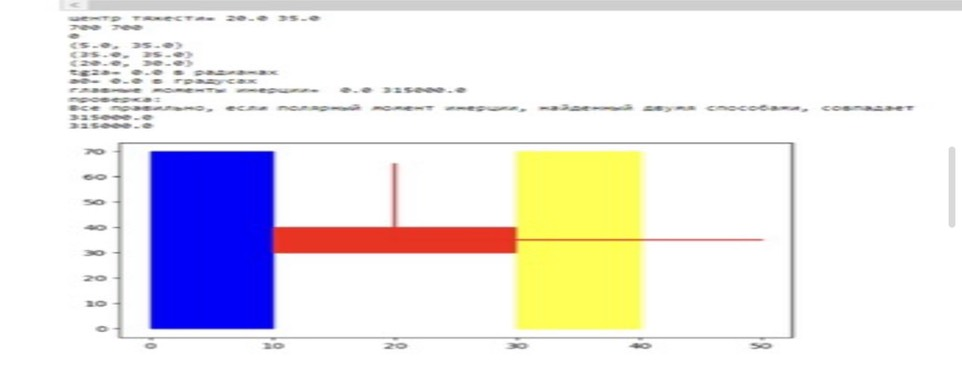 центр тяжести= 20.0 35.0
700 700
0
(5.0, 35.0)
(35.0, 35.0)
(20.0, 30.0)
tg2a= 0.0 в радианах
a0= 0.0 в градусах
главные моменты инерции=  0.0 315000.0
проверка:
Все правильно, если полярный момент инерции, найденный двумя способами, совпадает
315000.0
315000.0
70
60
50
40
30
20
10
0
0 10 20 30 40 50